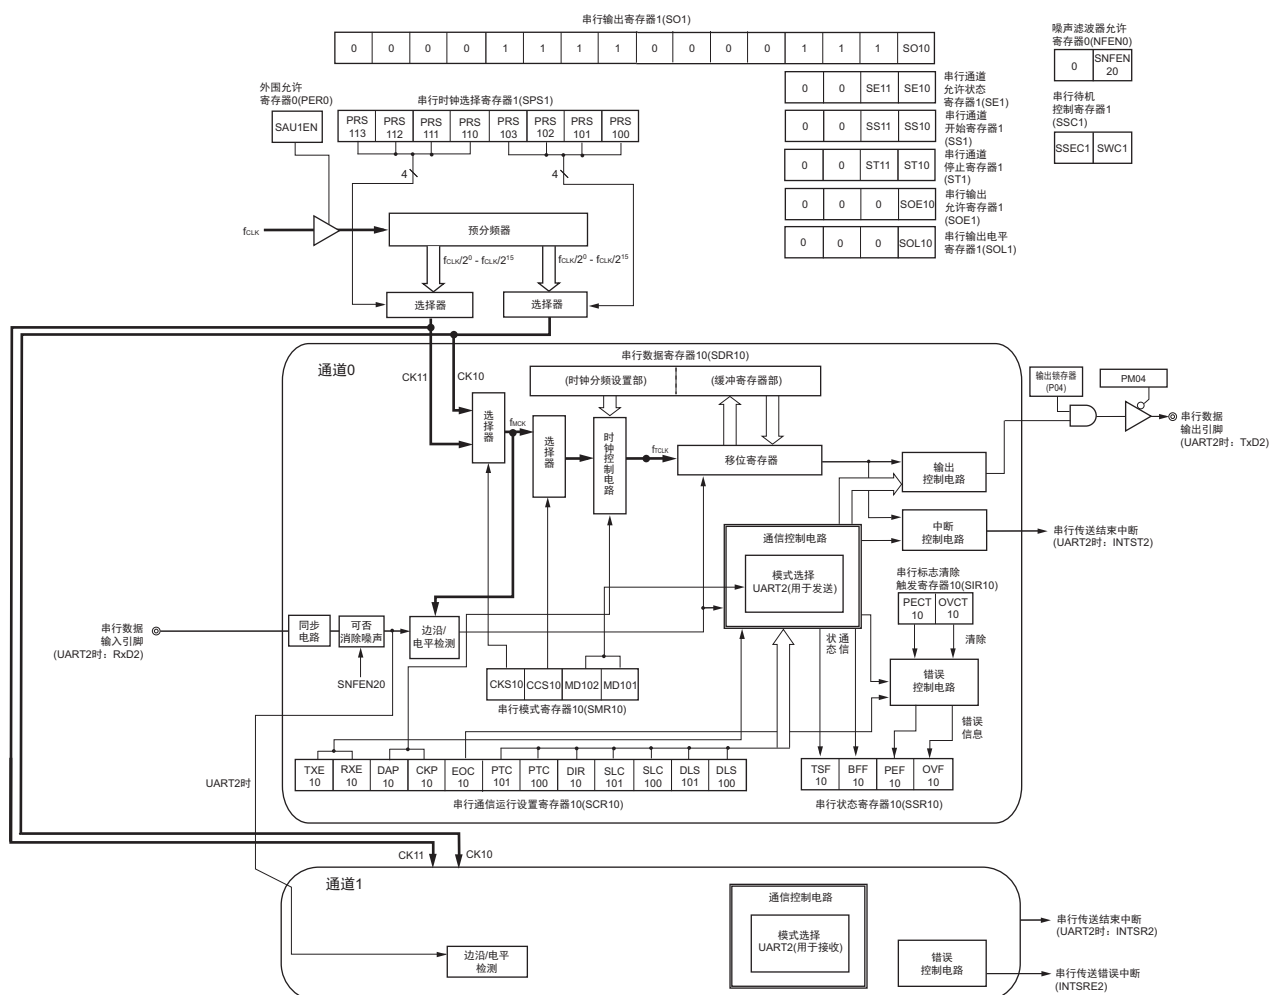 串行输出寄存器1(SO1)
0 0 0 0 1 1 1 1 0 0 0 0 1 1 1 SO10
噪声滤波器允许
寄存器0(NFEN0)
0 SNFEN
20
串行待机
控制寄存器1
(SSC1)
SSEC1 SWC1
0 0 SE11 SE10
串行通道
允许状态
寄存器1(SE1)
0 0 SS11 SS10
串行通道
开始寄存器1
(SS1)
0 0 ST11 ST10
串行通道
停止寄存器1
(ST1)
0 0 0 SOE10
串行输出
允许寄存器1
(SOE1)
0 0 0 SOL10
串行输出电平
寄存器1(SOL1)
外围允许
寄存器0(PER0)
SAU1EN
串行时钟选择寄存器1(SPS1)
PRS PRS PRS PRS PRS PRS PRS PRS
113 112 111 110 103 102 101 100
4
4
fCLK
预分频器
fCLK/2⁰ - fCLK/2¹⁵
fCLK/2⁰ - fCLK/2¹⁵
选择器
选择器
通道0
CK11
CK10
串行数据寄存器10(SDR10)
(时钟分频设置部)
(缓冲寄存器部)
选择器
fMCK
选择器
时钟控制电路
fTCLK
移位寄存器
输出锁存器
(P04)
PM04
串行数据
输出引脚
(UART2时：TxD2)
输出
控制电路
中断
控制电路
串行传送结束中断
(UART2时：INTST2)
通信控制电路
模式选择
UART2(用于发送)
串行标志清除
触发寄存器10(SIR10)
PECT OVCT
10 10
清除
通信
状态
错误
控制电路
错误
信息
串行数据
输入引脚
(UART2时：RxD2)
同步
电路
可否
消除噪声
SNFEN20
边沿/
电平检测
CKS10 CCS10 MD102 MD101
串行模式寄存器10(SMR10)
UART2时
TXE RXE DAP CKP EOC PTC PTC DIR SLC SLC DLS DLS
10 10 10 10 10 101 100 10 101 100 101 100
串行通信运行设置寄存器10(SCR10)
TSF BFF PEF OVF
10 10 10 10
串行状态寄存器10(SSR10)
CK11
CK10
通道1
边沿/电平
检测
通信控制电路
模式选择
UART2(用于接收)
错误
控制电路
串行传送结束中断
(UART2时：INTSR2)
串行传送错误中断
(INTSRE2)